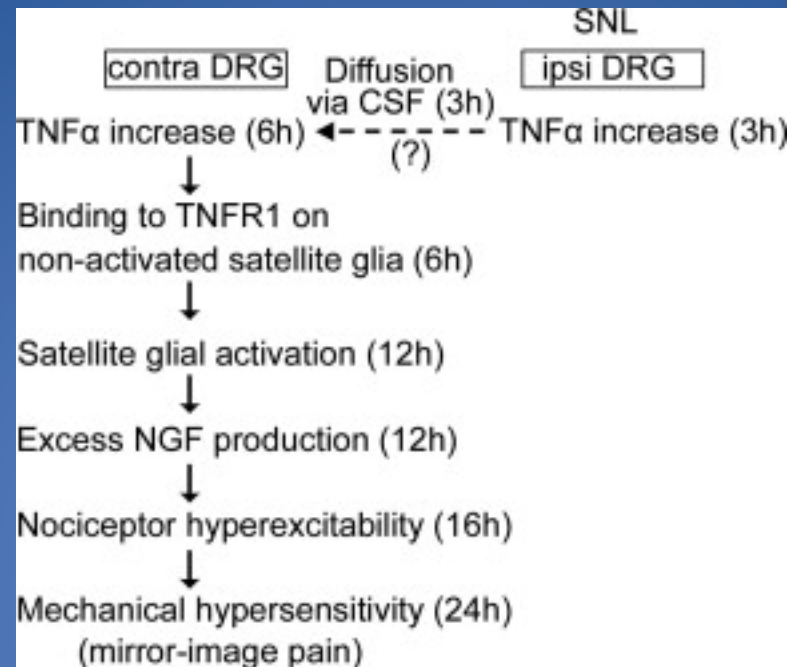 SNL
contra DRG
Diffusion
ipsi DRG
via CSF (3h)
TNFα increase (6h)
TNFα increase (3h)
(?)
Binding to TNFR1 on
non-activated satellite glia (6h)
Satellite glial activation (12h)
Excess NGF production (12h)
Nociceptor hyperexcitability (16h)
Mechanical hypersensitivity (24h)
(mirror-image pain)